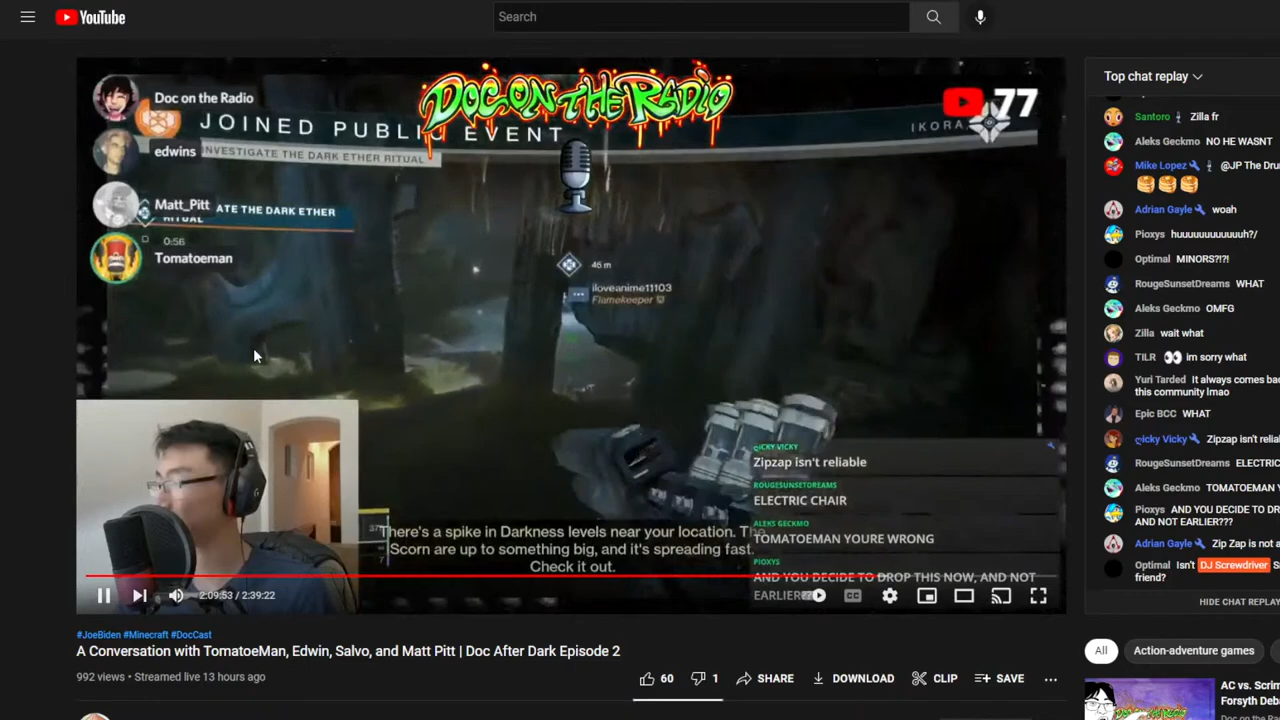 YouTube
Search
DOC ON THE RADIO
77
Doc on the Radio
JOINED PUBLIC EVENT
IKORA
edwins
INVESTIGATE THE DARK ETHER RITUAL
Matt_Pitt
ATE THE DARK ETHER
RITUAL
0:56
Tomatoeman
46 m
iloveanime11103
Flamekeeper
There's a spike in Darkness levels near your location. The
Scorn are up to something big, and it's spreading fast.
Check it out.
Zipzap isn't reliable
ROUGESUNSETDREAMS
ELECTRIC CHAIR
ALEKS GECKMO
TOMATOEMAN YOURE WRONG
PIOXYS
AND YOU DECIDE TO DROP THIS NOW, AND NOT
EARLIER??
2:09:53 / 2:39:22
CC
#JoeBiden #Minecraft #DocCast
A Conversation with TomatoeMan, Edwin, Salvo, and Matt Pitt | Doc After Dark Episode 2
992 views • Streamed live 13 hours ago
60
1
SHARE
DOWNLOAD
CLIP
SAVE
Top chat replay
Santoro Zilla fr
Aleks Geckmo NO HE WASNT
Mike Lopez @JP The Dru
Adrian Gayle woah
Pioxys huuuuuuuuuuuh?/
Optimal MINORS?!?!
RougeSunsetDreams WHAT
Aleks Geckmo OMFG
Zilla wait what
TILR im sorry what
Yuri Tarded It always comes bac
this community lmao
Epic BCC WHAT
ღicky Vicky Zipzap isn't relia
RougeSunsetDreams ELECTRIC
Aleks Geckmo TOMATOEMAN Y
Pioxys AND YOU DECIDE TO DR
AND NOT EARLIER???
Adrian Gayle Zip Zap is not a
Optimal Isn't DJ Screwdriver S
friend?
HIDE CHAT REPLAY
All
Action-adventure games
AC vs. Scrim
Forsyth Deb
DOC ON THE RADIO